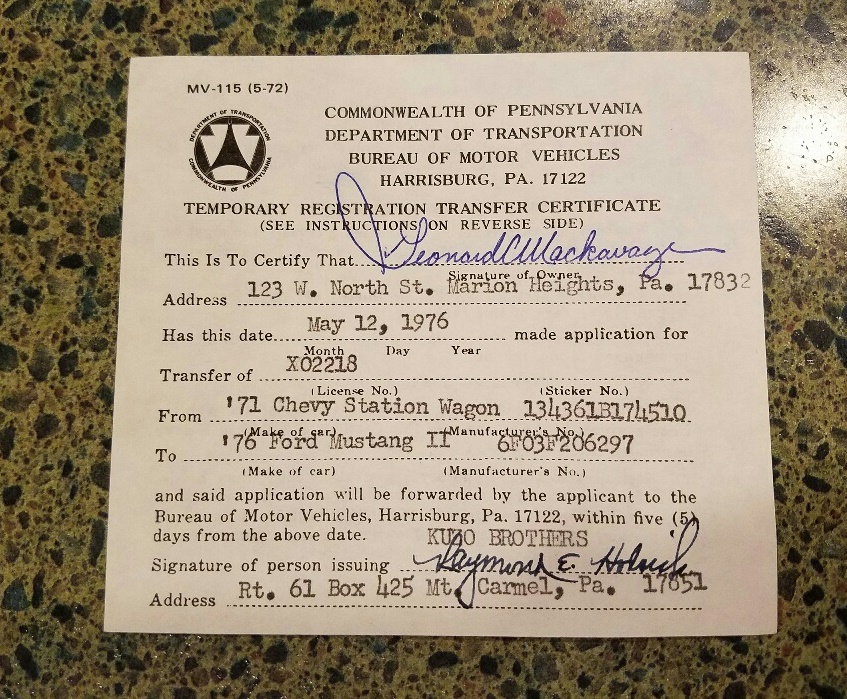 MV-115 (5-72)
DEPARTMENT OF TRANSPORTATION
COMMONWEALTH OF PENNSYLVANIA
COMMONWEALTH OF PENNSYLVANIA
DEPARTMENT OF TRANSPORTATION
BUREAU OF MOTOR VEHICLES
HARRISBURG, PA. 17122
TEMPORARY REGISTRATION TRANSFER CERTIFICATE
(SEE INSTRUCTIONS ON REVERSE SIDE)
This Is To Certify That J. Leonard C Mackavage
Signature of Owner
Address 123 W. North St. Marion Heights, Pa. 17832
Has this date May 12, 1976 made application for
Month Day Year
Transfer of X02218
(License No.) (Sticker No.)
From '71 Chevy Station Wagon 134361B174510
(Make of car) (Manufacturer's No.)
To '76 Ford Mustang II 6F03F206297
(Make of car) (Manufacturer's No.)
and said application will be forwarded by the applicant to the
Bureau of Motor Vehicles, Harrisburg, Pa. 17122, within five (5)
days from the above date. KUZO BROTHERS
Signature of person issuing Raymond E.
Address Rt. 61 Box 425 Mt. Carmel, Pa. 17851